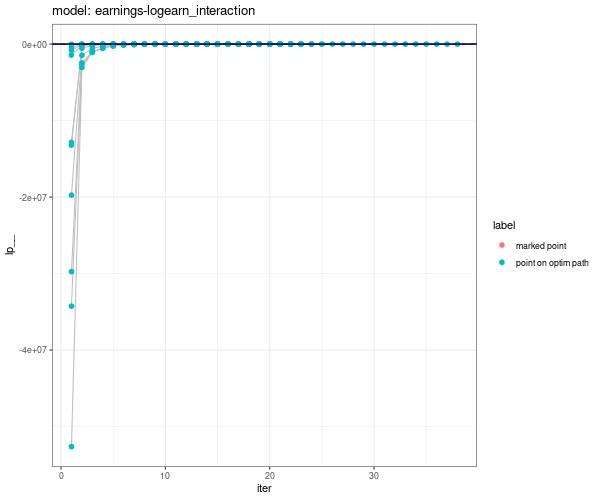 model: earnings-logearn_interaction
0e+00
-2e+07
-4e+07
lp__
0
10
20
30
iter
label
marked point
point on optim path